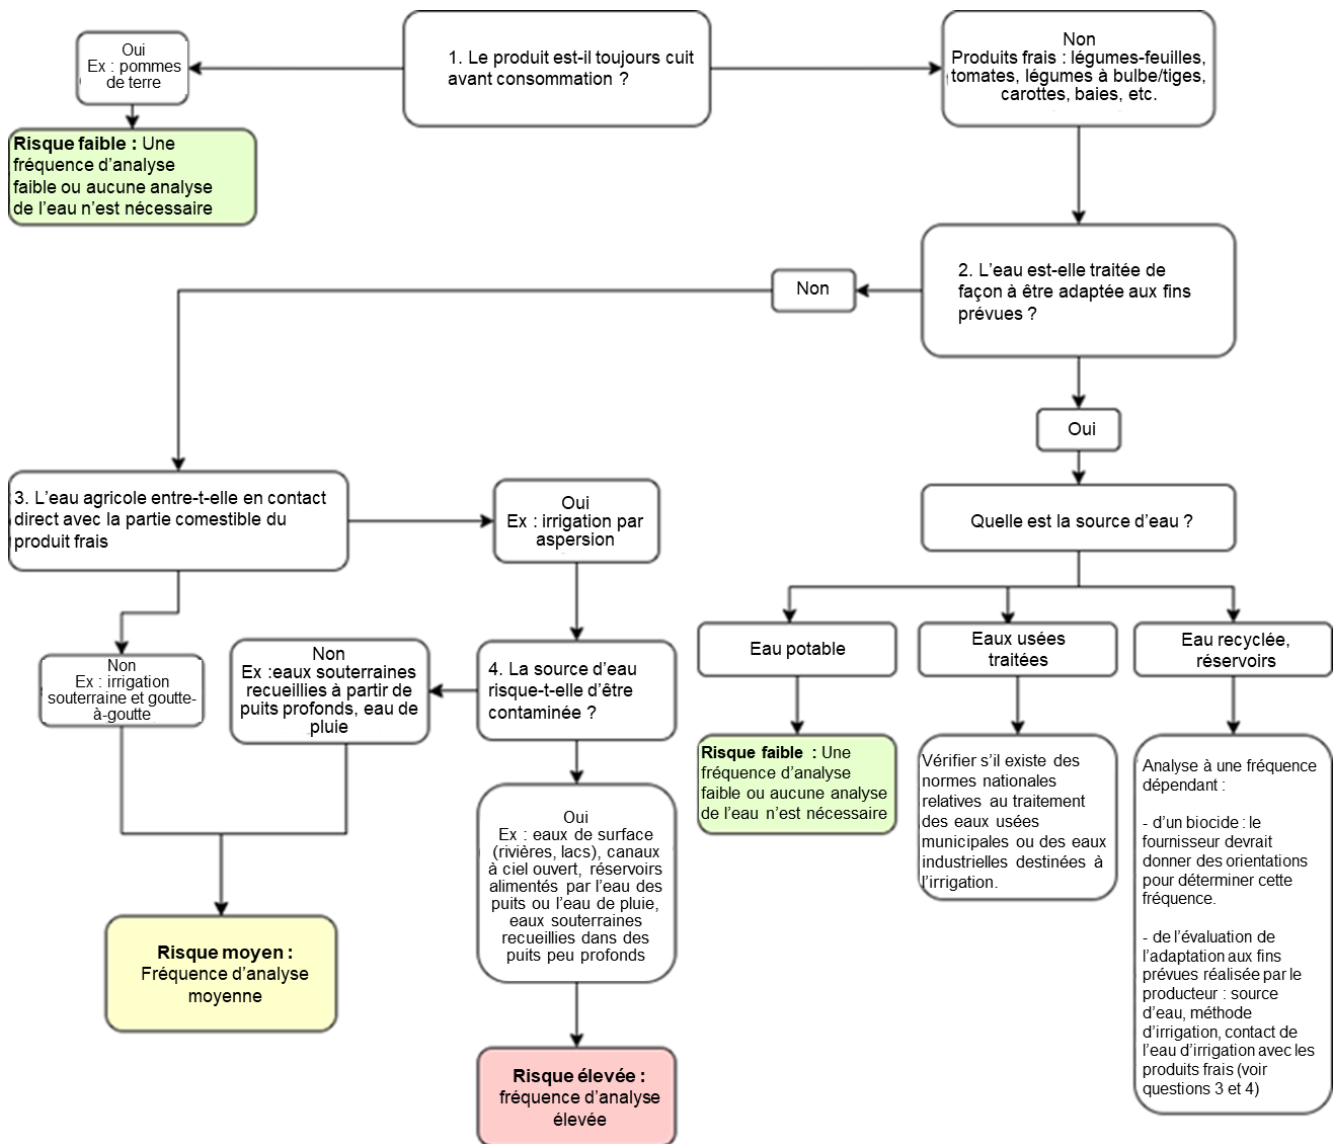 Oui
Ex : pommes
de terre
1. Le produit est-il toujours cuit
avant consommation ?
Non
Produits frais : légumes-feuilles,
tomates, légumes à bulbe/tiges,
carottes, baies, etc.
Risque faible : Une
fréquence d’analyse
faible ou aucune analyse
de l’eau n’est nécessaire
2. L’eau est-elle traitée de
façon à être adaptée aux fins
prévues ?
Non
Oui
3. L’eau agricole entre-t-elle en contact
direct avec la partie comestible du
produit frais
Oui
Ex : irrigation par
aspersion
Quelle est la source d’eau ?
Non
Ex : irrigation
souterraine et goutte-
à-goutte
Non
Ex :eaux souterraines
recueillies à partir de
puits profonds, eau de
pluie
4. La source d’eau
risque-t-elle d’être
contaminée ?
Eau potable
Eaux usées
traitées
Eau recyclée,
réservoirs
Risque faible : Une
fréquence d’analyse
faible ou aucune analyse
de l’eau n’est nécessaire
Vérifier s’il existe des
normes nationales
relatives au traitement
des eaux usées
municipales ou des eaux
industrielles destinées à
l’irrigation.
Analyse à une fréquence
dépendant :
- d’un biocide : le
fournisseur devrait
donner des orientations
pour déterminer cette
fréquence.
- de l’évaluation de
l’adaptation aux fins
prévues réalisée par le
producteur : source
d’eau, méthode
d’irrigation, contact de
l’eau d’irrigation avec les
produits frais (voir
questions 3 et 4)
Oui
Ex : eaux de surface
(rivières, lacs), canaux
à ciel ouvert, réservoirs
alimentés par l’eau des
puits ou l’eau de pluie,
eaux souterraines
recueillies dans des
puits peu profonds
Risque moyen :
Fréquence d’analyse
moyenne
Risque élevée :
fréquence d’analyse
élevée